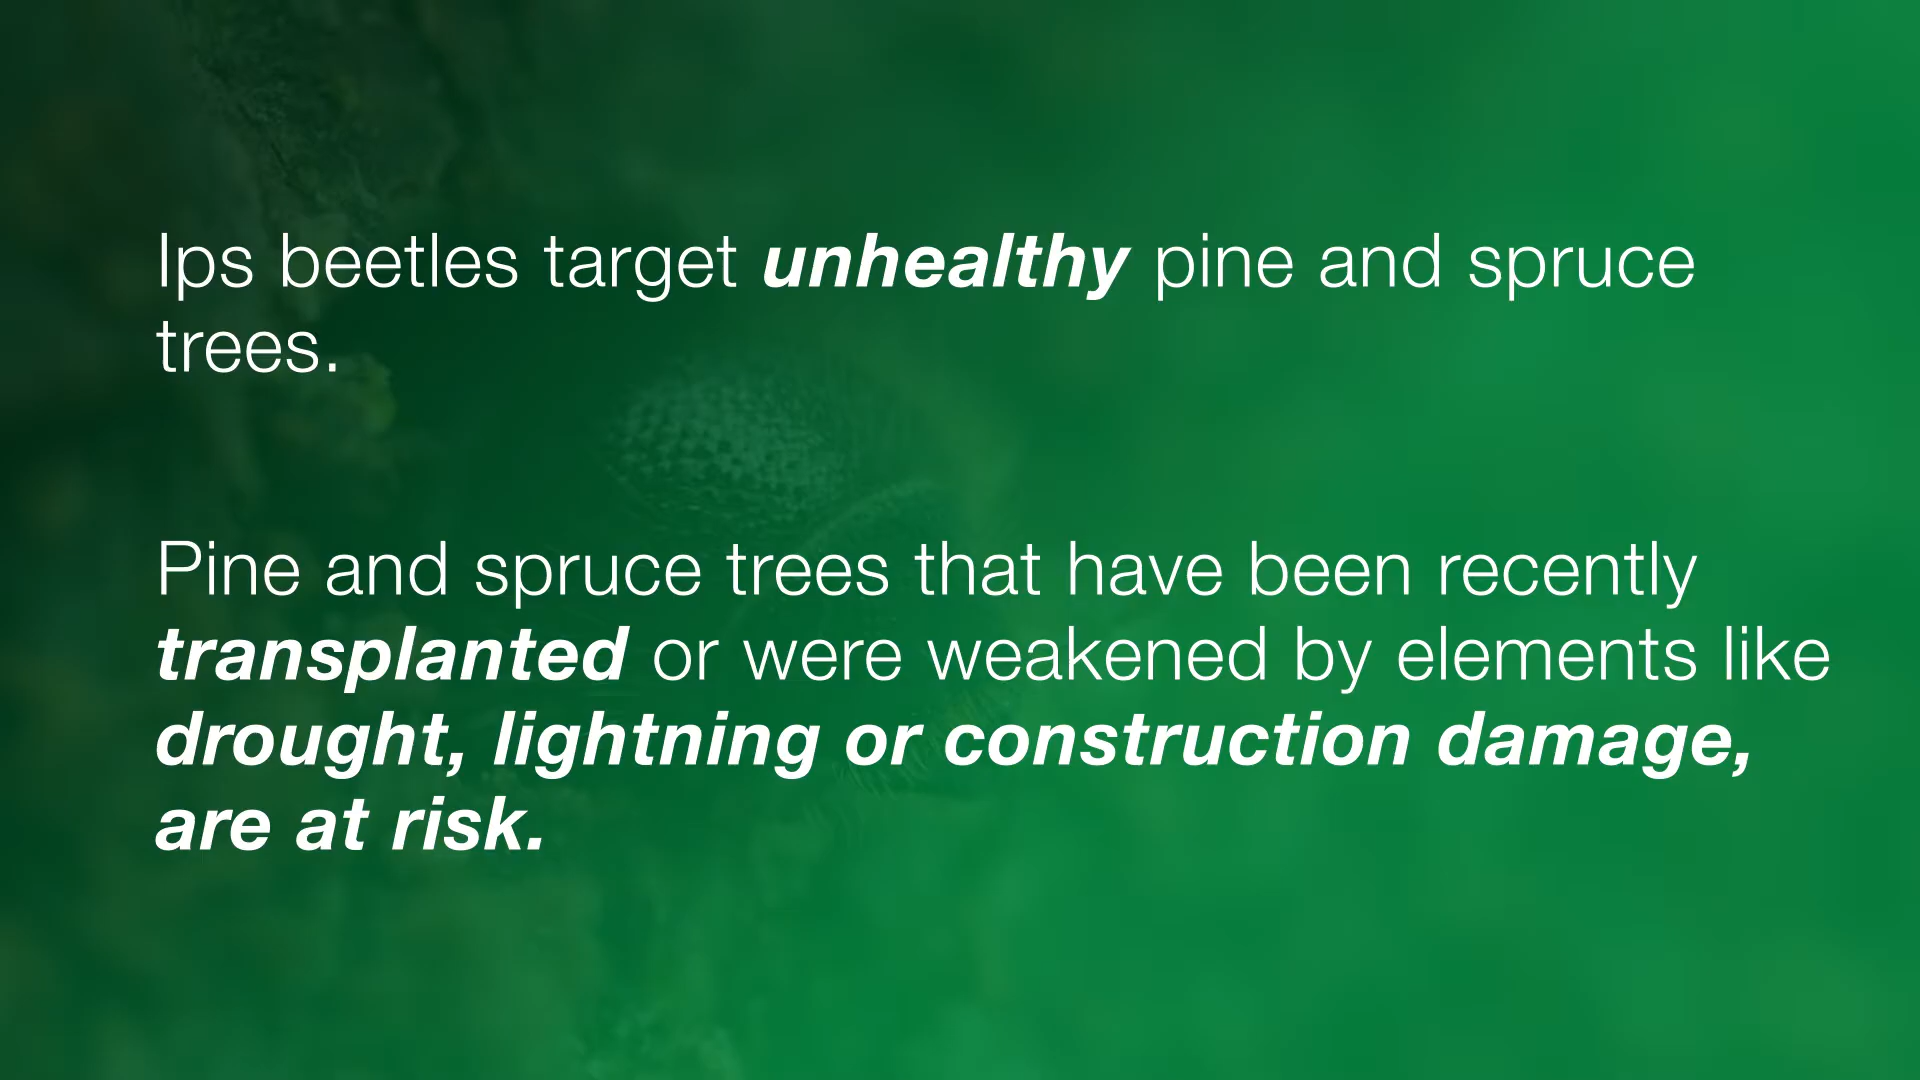 Ips beetles target unhealthy pine and spruce
trees.
Pine and spruce trees that have been recently
transplanted or were weakened by elements like
drought, lightning or construction damage,
are at risk.